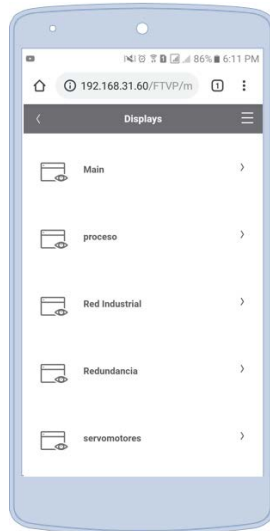 86% 6:11 PM
192.168.31.60/FTVP/m 1
Displays
Main
proceso
Red Industrial
Redundancia
servomotores